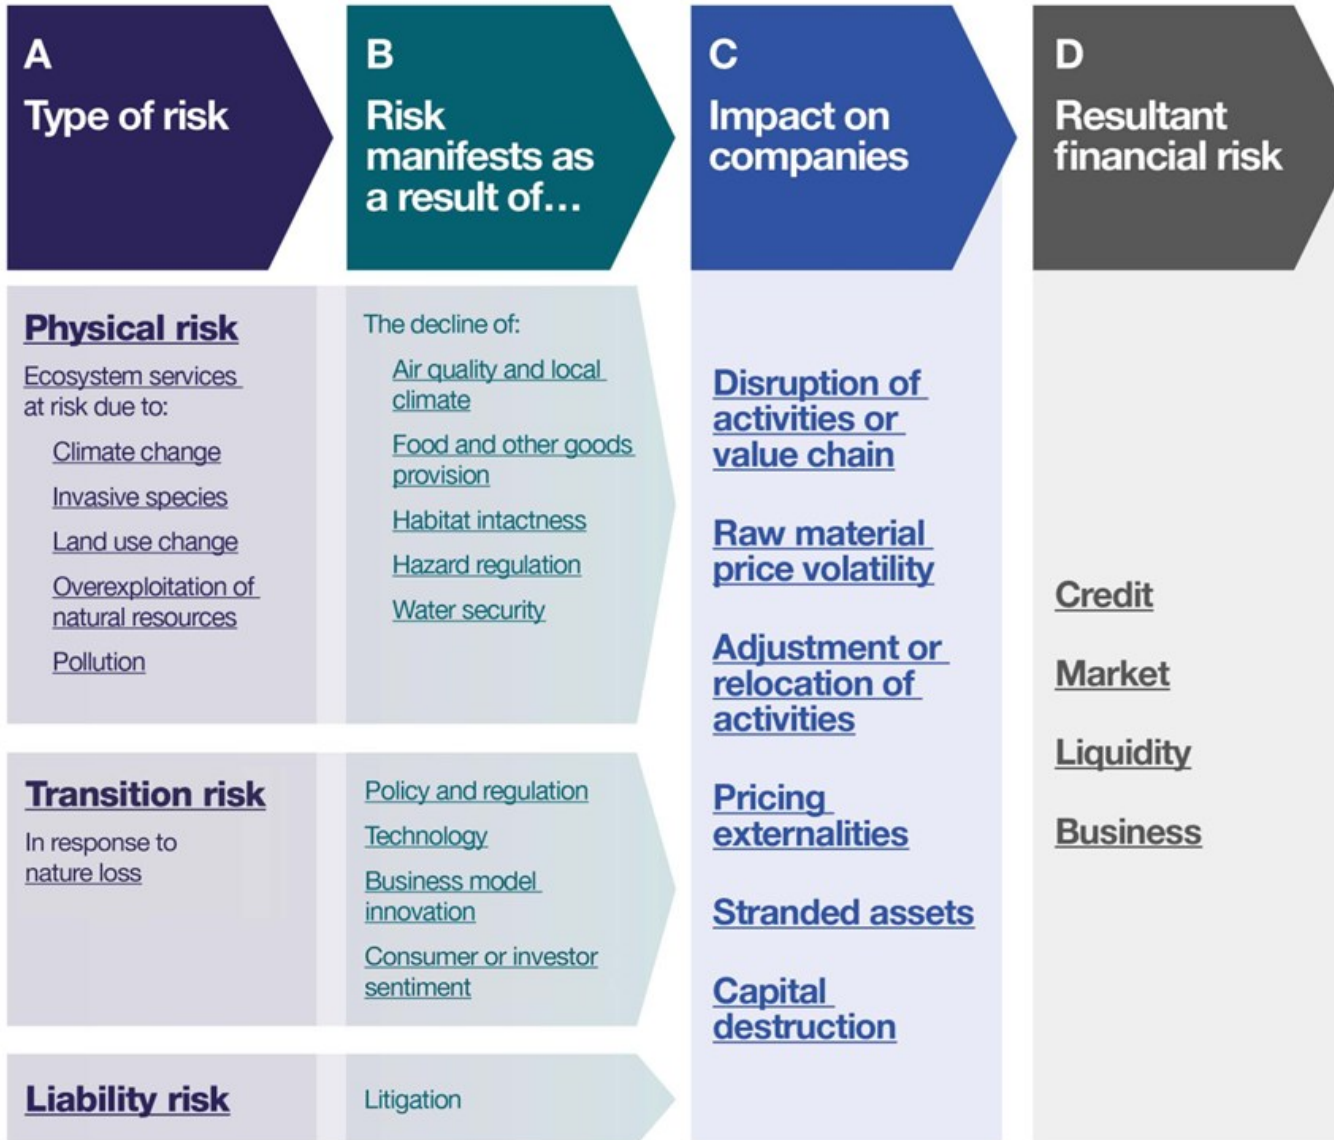 A
Type of risk
B
Risk
manifests as
a result of...
C
Impact on
companies
D
Resultant
financial risk
Physical risk
Ecosystem services
at risk due to:
Climate change
Invasive species
Land use change
Overexploitation of
natural resources
Pollution
The decline of:
Air quality and local
climate
Food and other goods
provision
Habitat intactness
Hazard regulation
Water security
Transition risk
In response to
nature loss
Policy and regulation
Technology
Business model
innovation
Consumer or investor
sentiment
Liability risk
Litigation
Disruption of
activities or
value chain
Raw material
price volatility
Adjustment or
relocation of
activities
Pricing
externalities
Stranded assets
Capital
destruction
Credit
Market
Liquidity
Business